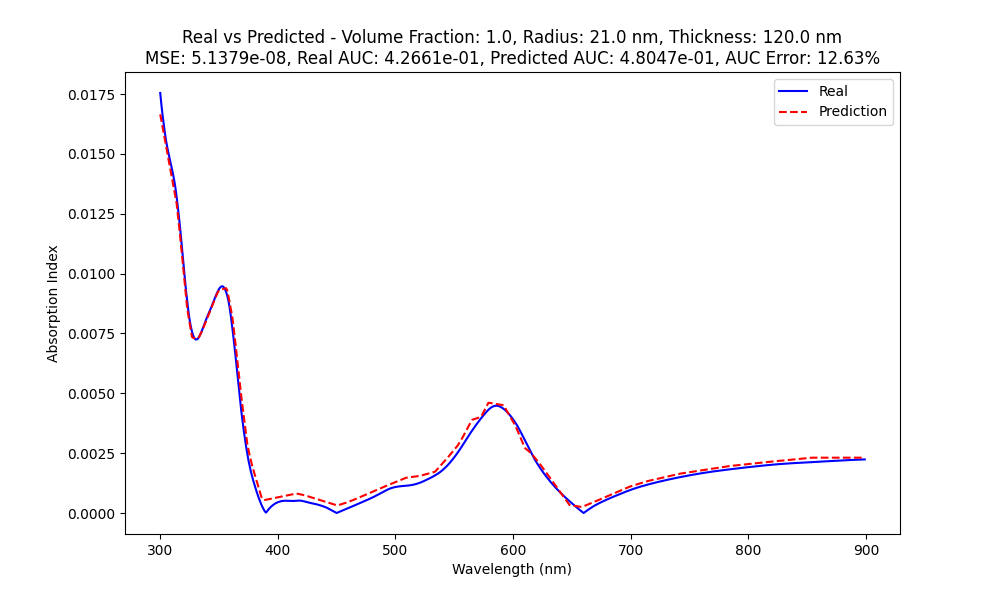 Real vs Predicted - Volume Fraction: 1.0, Radius: 21.0 nm, Thickness: 120.0 nm
MSE: 5.1379e-08, Real AUC: 4.2661e-01, Predicted AUC: 4.8047e-01, AUC Error: 12.63%
Real
Prediction
0.0175
0.0150
0.0125
0.0100
0.0075
0.0050
0.0025
0.0000
Absorption Index
300 400 500 600 700 800 900
Wavelength (nm)